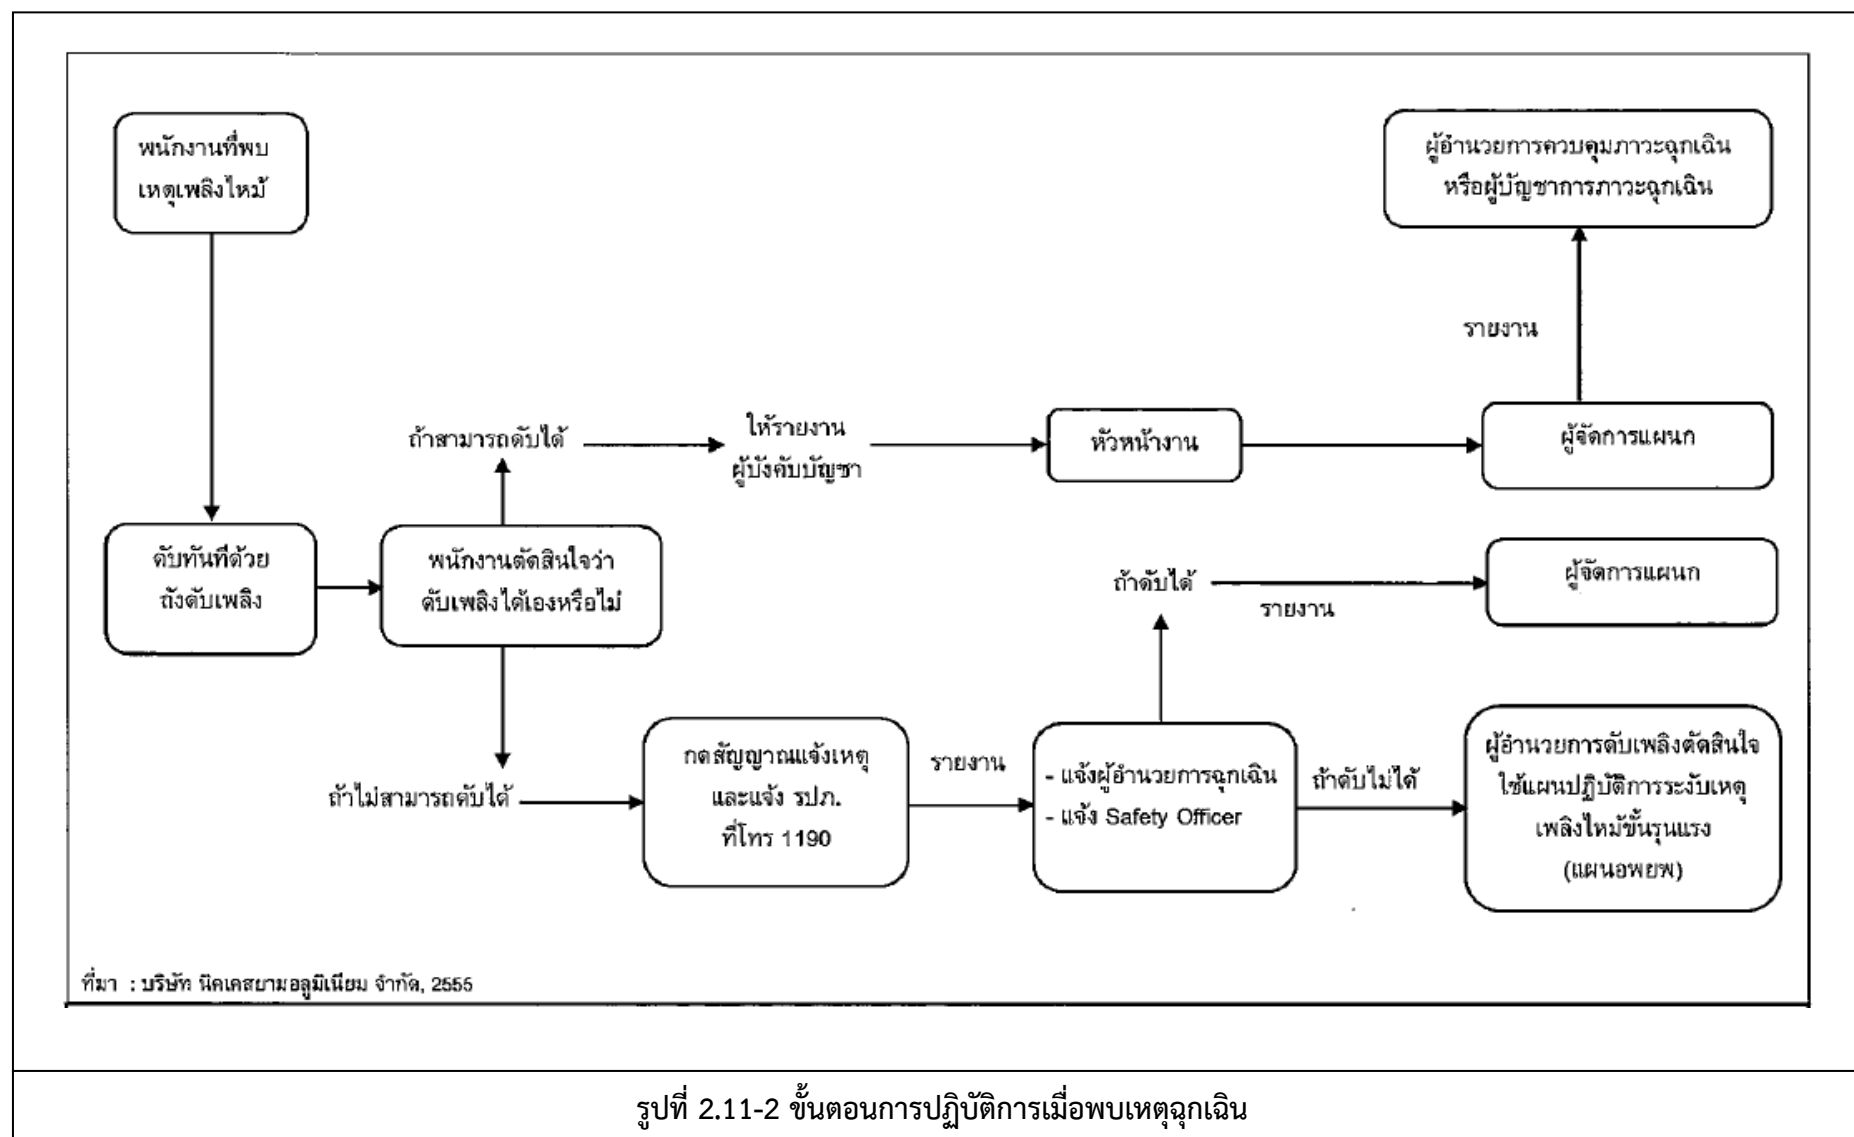 พนักงานที่พบ
เหตุเพลิงไหม้
ผู้อำนวยการควบคุมภาวะฉุกเฉิน
หรือผู้บัญชาการภาวะฉุกเฉิน
รายงาน
ถ้าสามารถดับได้
ให้รายงาน
ผู้บังคับบัญชา
หัวหน้างาน
ผู้จัดการแผนก
ดับทันทีด้วย
ถังดับเพลิง
พนักงานตัดสินใจว่า
ดับเพลิงได้เองหรือไม่
ถ้าดับได้
รายงาน
ผู้จัดการแผนก
ถ้าไม่สามารถดับได้
กดสัญญาณแจ้งเหตุ
และแจ้ง รปภ.
ที่โทร 1190
รายงาน
- แจ้งผู้อำนวยการฉุกเฉิน
- แจ้ง Safety Officer
ถ้าดับไม่ได้
ผู้อำนวยการดับเพลิงตัดสินใจ
ใช้แผนปฏิบัติการระงับเหตุ
เพลิงไหม้ขั้นรุนแรง
(แผนอพยพ)
ที่มา : บริษัท นิคเคสยามอลูมิเนียม จำกัด, 2555
รูปที่ 2.11-2 ขั้นตอนการปฏิบัติการเมื่อพบเหตุฉุกเฉิน